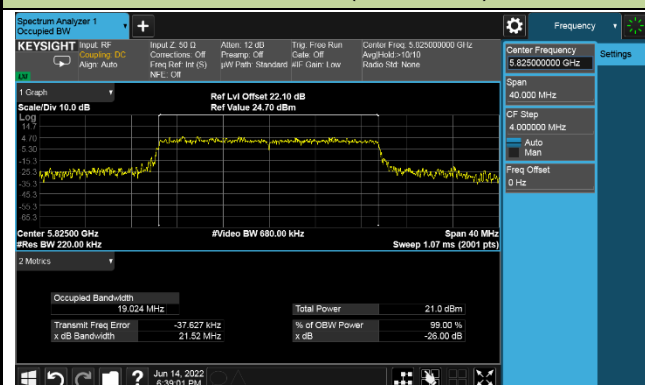 Spectrum Analyzer 1
Occupied BW
Frequency
KEYSIGHT
Input: RF
Coupling: DC
Align: Auto
Input Z: 50 Ω
Corrections: Off
Freq Ref: Int (S)
NFE: Off
Atten: 12 dB
Preamp: Off
µW Path: Standard
Trig: Free Run
Gate: Off
#IF Gain: Low
Center Freq: 5.825000000 GHz
Avg|Hold:>10/10
Radio Std: None
LXI
Center Frequency
5.825000000 GHz
Settings
Span
40.000 MHz
CF Step
4.000000 MHz
Auto
Man
Freq Offset
0 Hz
1 Graph
Scale/Div 10.0 dB
Ref Lvl Offset 22.10 dB
Ref Value 24.70 dBm
Log
14.7
4.70
-5.30
-15.3
-25.3
-35.3
-45.3
-55.3
-65.3
Center 5.82500 GHz
#Res BW 220.00 kHz
#Video BW 680.00 kHz
Span 40 MHz
Sweep 1.07 ms (2001 pts)
2 Metrics
Occupied Bandwidth
19.024 MHz
Total Power
21.0 dBm
Transmit Freq Error
-37.627 kHz
% of OBW Power
99.00 %
x dB Bandwidth
21.52 MHz
x dB
-26.00 dB
Jun 14, 2022
6:39:01 PM